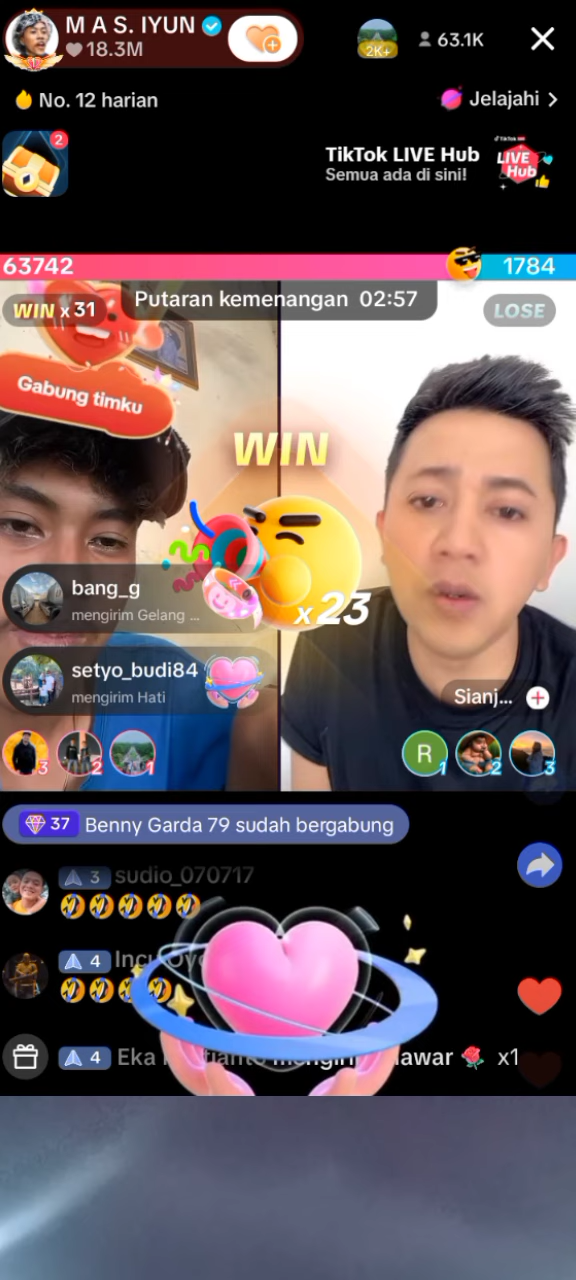 M A S. IYUN
18.3M
2K+
63.1K
No. 12 harian
Jelajahi
2
TikTok LIVE Hub
Semua ada di sini!
TikTok LIVE
LIVE
Hub
63742
1784
WIN x 31
Putaran kemenangan 02:57
LOSE
Gabung timku
WIN
bang_g
mengirim Gelang ...
x23
setyo_budi84
mengirim Hati
Sianj...
3
2
1
R
1
2
3
37 Benny Garda 79 sudah bergabung
3 sudio_070717
4
4 Eka
x1